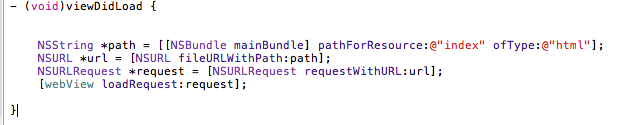 - (void)viewDidLoad {
NSString *path = [[NSBundle mainBundle] pathForResource:@"index" ofType:@"html"];
NSURL *url = [NSURL fileURLWithPath:path];
NSURLRequest *request = [NSURLRequest requestWithURL:url];
[webView loadRequest:request];
}